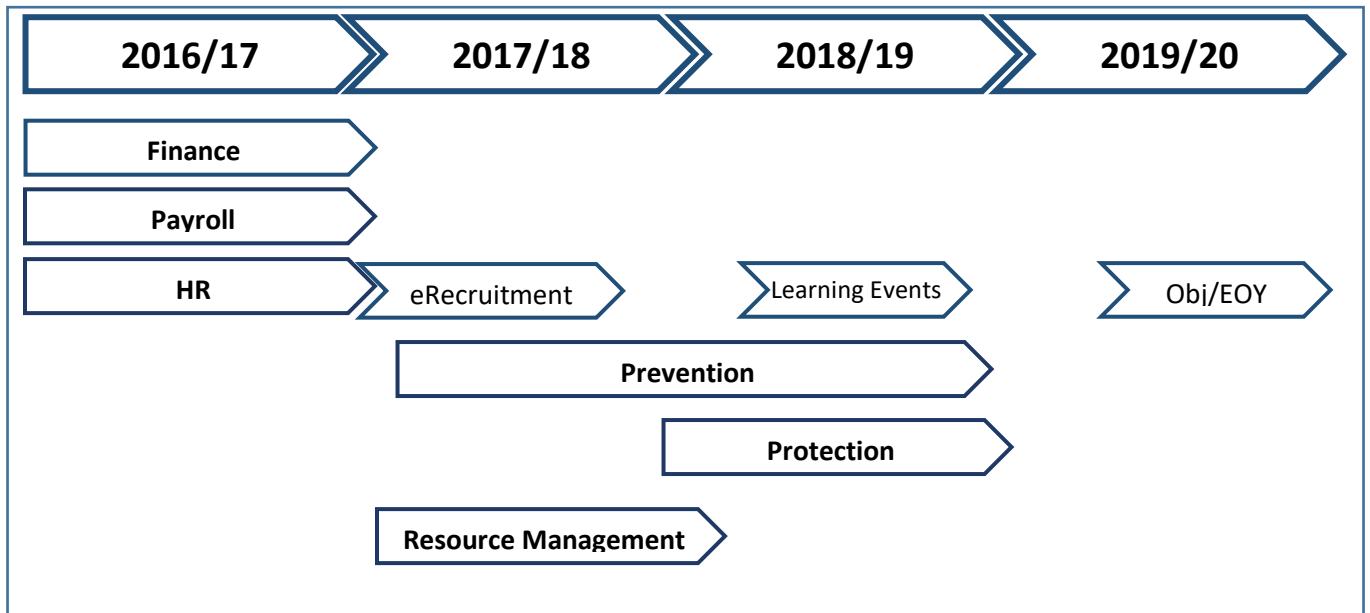 2016/17 2017/18 2018/19 2019/20
Finance
Payroll
HR eRecruitment Learning Events Obj/EOY
Prevention
Protection
Resource Management